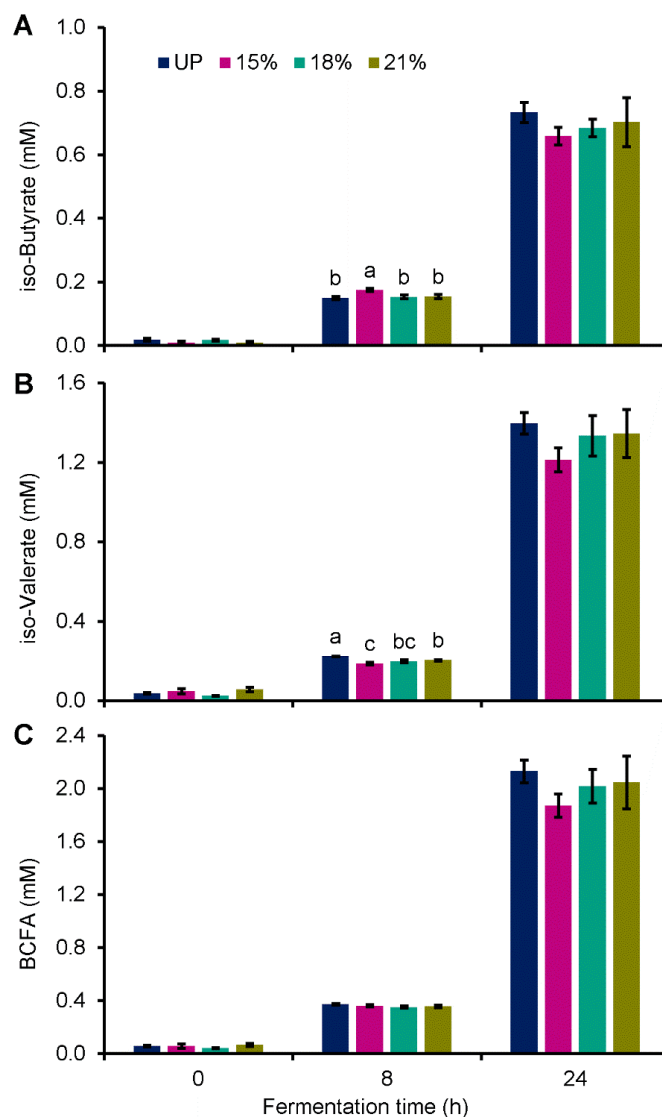 A
UP 15% 18% 21%
1.0
0.8
0.6
0.4
0.2
0.0
iso-Butyrate (mM)
b a b b
B
1.6
1.2
0.8
0.4
0.0
iso-Valerate (mM)
a c bc b
C
2.4
2.0
1.6
1.2
0.8
0.4
0.0
BCFA (mM)
0 8 24
Fermentation time (h)